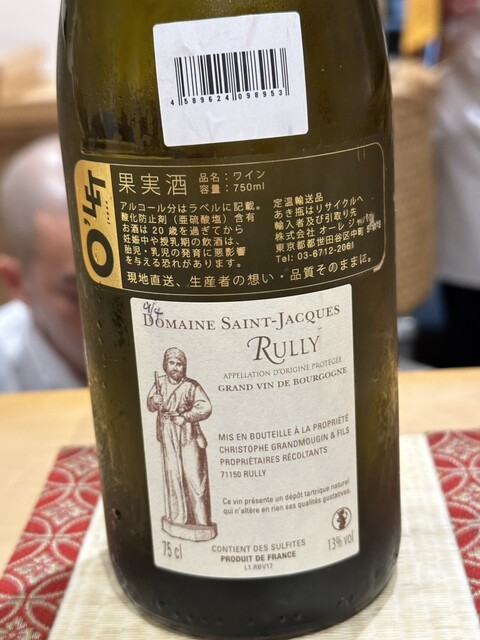 4 589624 098953
O'LET
果実酒
品名：ワイン
容量：750ml
アルコール分はラベルに記載。
酸化防止剤（亜硫酸塩）含有
お酒は20歳を過ぎてから
妊娠中や授乳期の飲酒は、
胎児・乳児の発育に悪影響
を与える恐れがあります。
定温輸送品
あき瓶はリサイクルへ
輸入者及び引取り先
株式会社 オーレ
東京都世田谷区中町
Tel: 03-6712-2061
現地直送、生産者の想い・品質そのままに。
9/4
DOMAINE SAINT-JACQUES
RULLY
APPELLATION D'ORIGINE PROTÉGÉE
GRAND VIN DE BOURGOGNE
MIS EN BOUTEILLE À LA PROPRIÉTÉ
CHRISTOPHE GRANDMOUGIN & FILS
PROPRIÉTAIRES RÉCOLTANTS
71150 RULLY
Ce vin présente un dépôt tartrique naturel
qui n'altère en rien ses qualités gustatives.
75 cl
CONTIENT DES SULFITES
PRODUIT DE FRANCE
L1.RBV17
13% vol